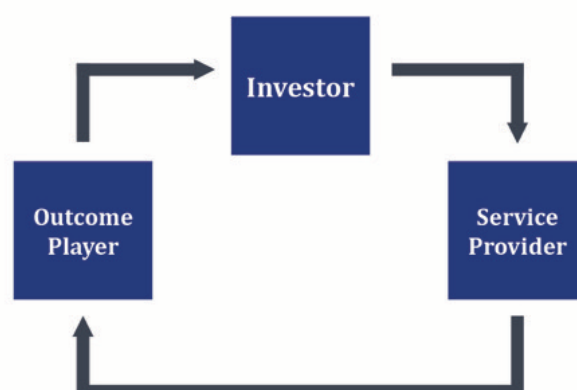 Investor
Outcome
Player
Service
Provider